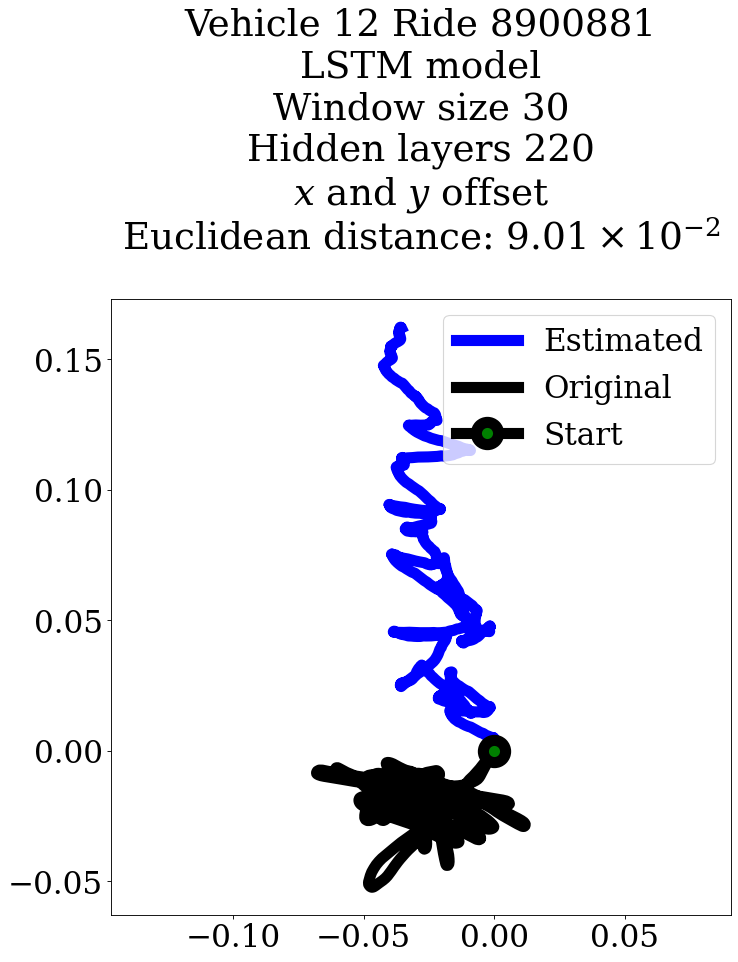 Vehicle 12 Ride 8900881
LSTM model
Window size 30
Hidden layers 220
x and y offset
Euclidean distance: 9.01 × 10⁻²
Estimated
Original
Start
0.15
0.10
0.05
0.00
−0.05
−0.10
−0.05
0.00
0.05